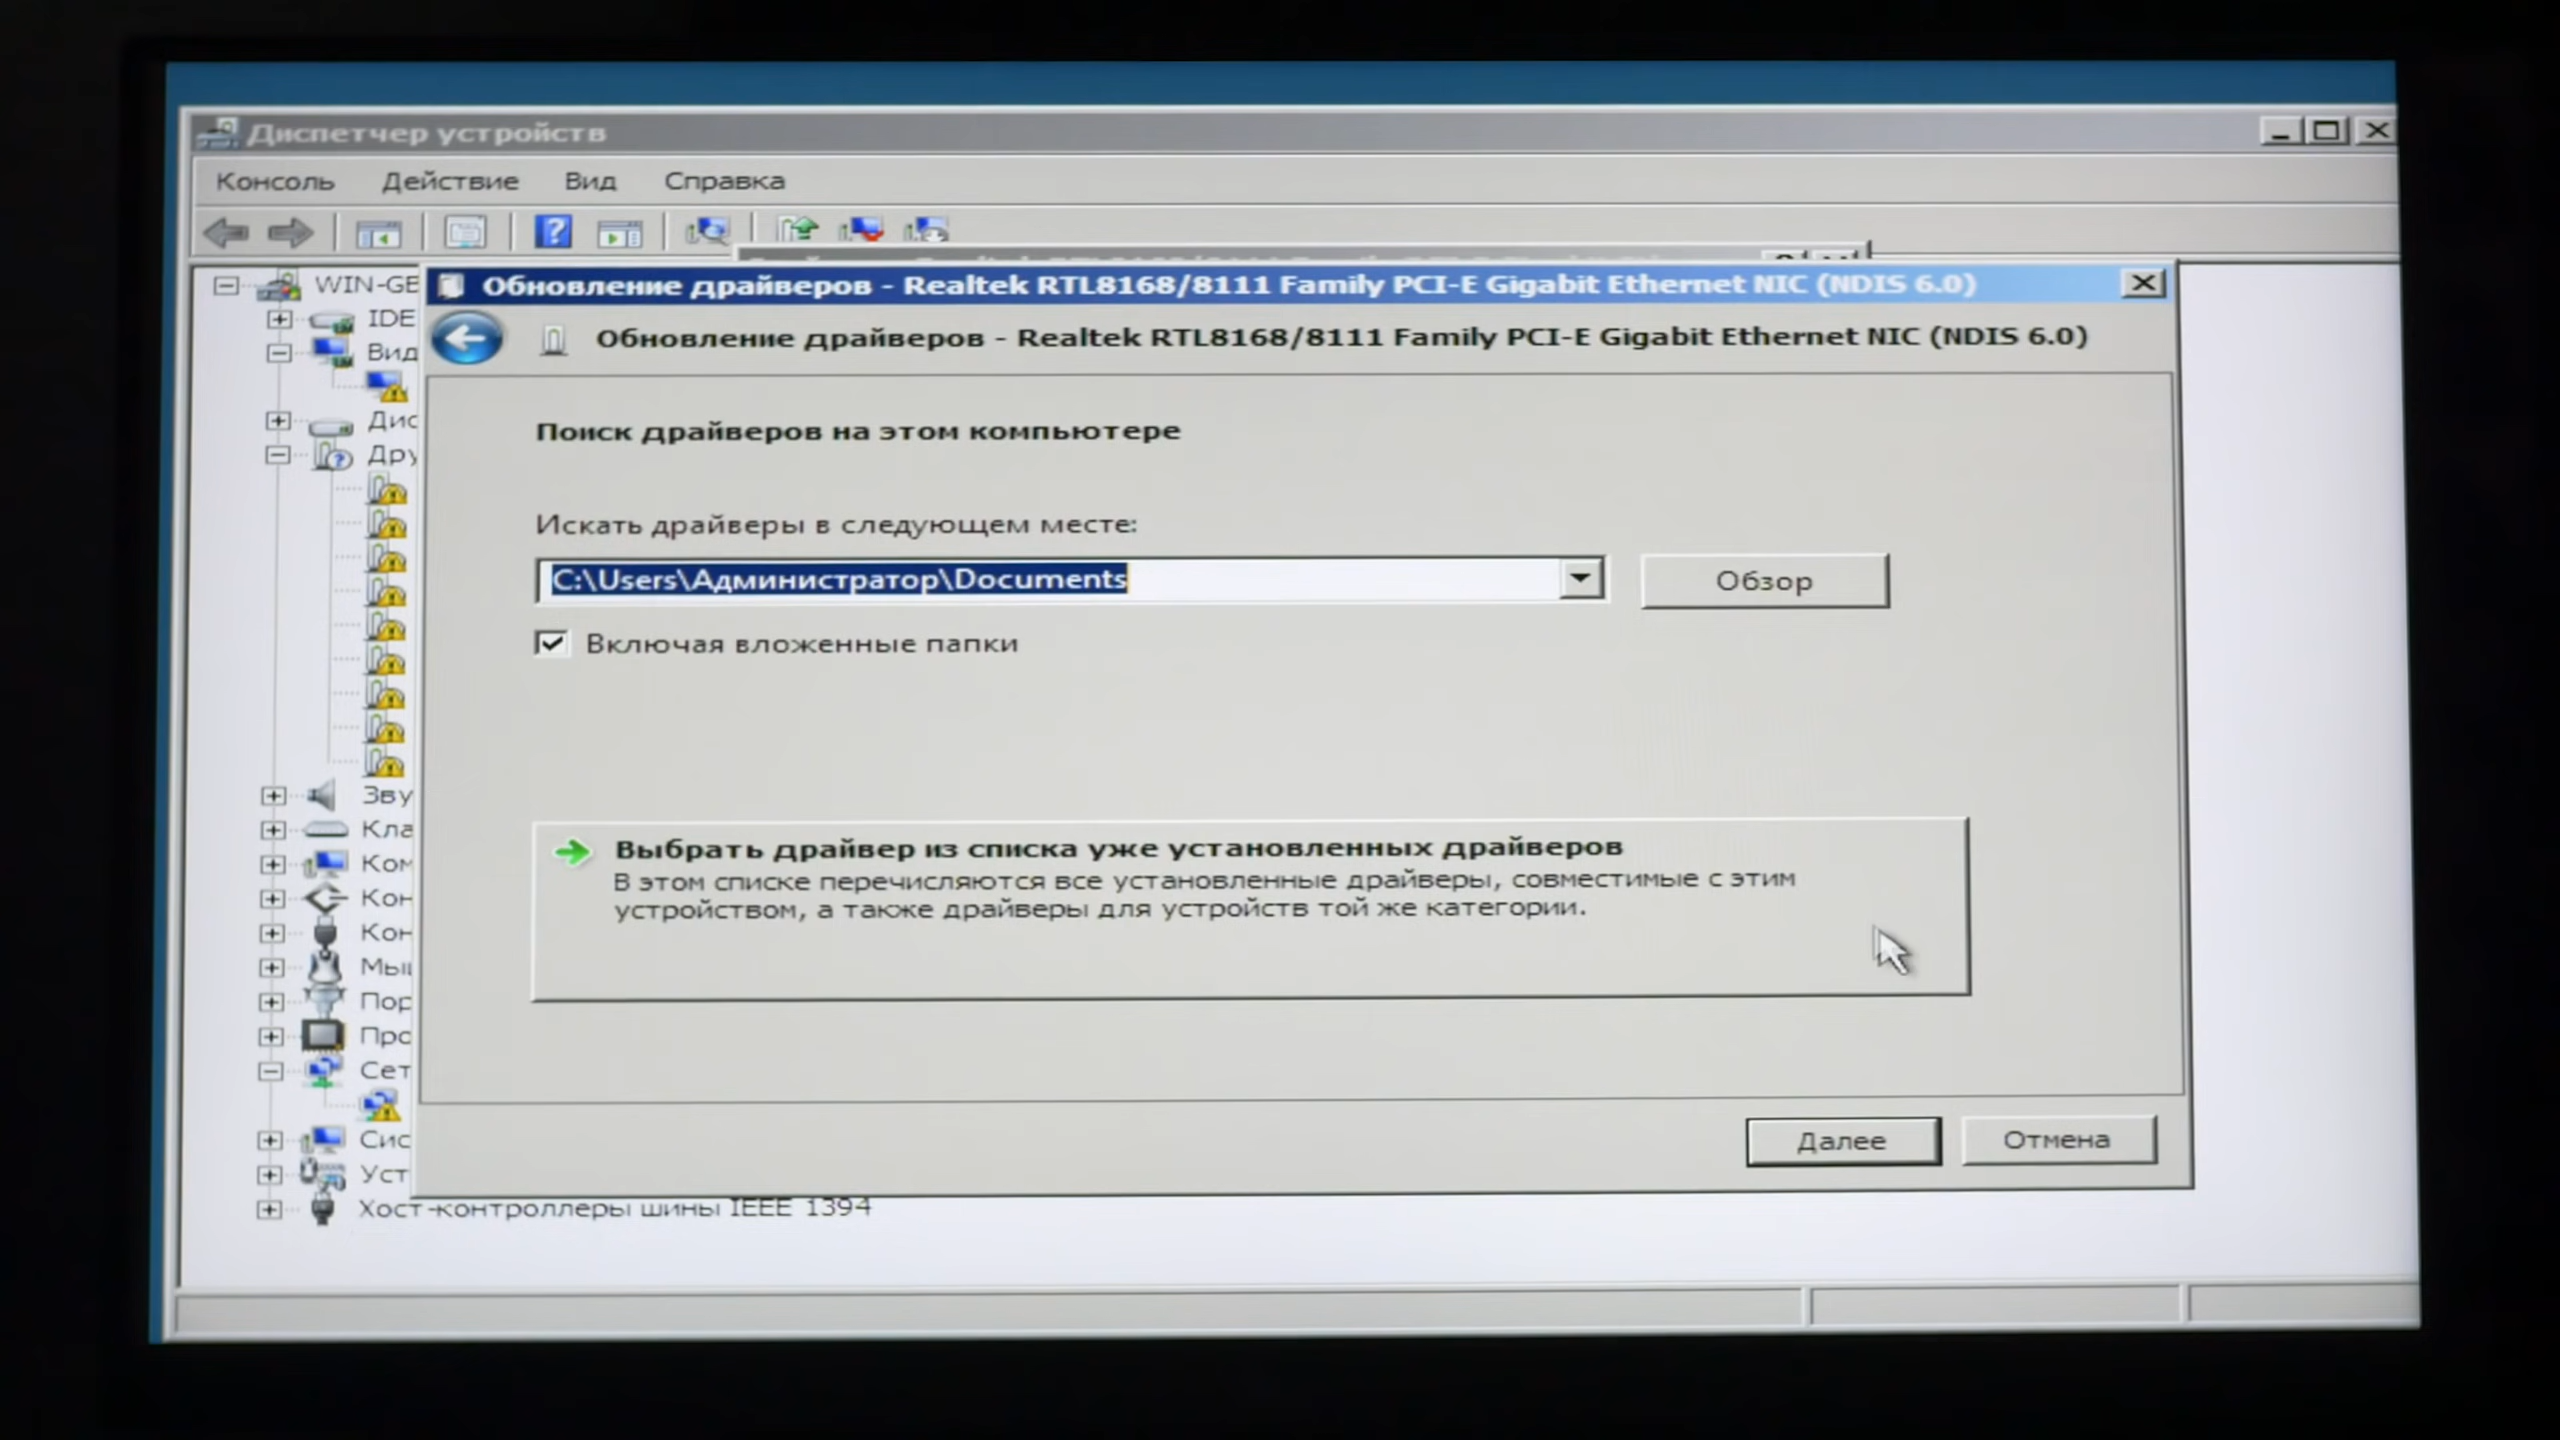 Диспетчер устройств
Консоль Действие Вид Справка
WIN-GE
IDE
Вид
Дис
Дру
Зву
Кла
Ком
Кон
Кон
Мыш
Пор
Про
Сет
Сис
Уст
Хост-контроллеры шины IEEE 1394
Обновление драйверов - Realtek RTL8168/8111 Family PCI-E Gigabit Ethernet NIC (NDIS 6.0)
Обновление драйверов - Realtek RTL8168/8111 Family PCI-E Gigabit Ethernet NIC (NDIS 6.0)
Поиск драйверов на этом компьютере
Искать драйверы в следующем месте:
C:\Users\Администратор\Documents
Обзор
Включая вложенные папки
Выбрать драйвер из списка уже установленных драйверов
В этом списке перечисляются все установленные драйверы, совместимые с этим
устройством, а также драйверы для устройств той же категории.
Далее Отмена